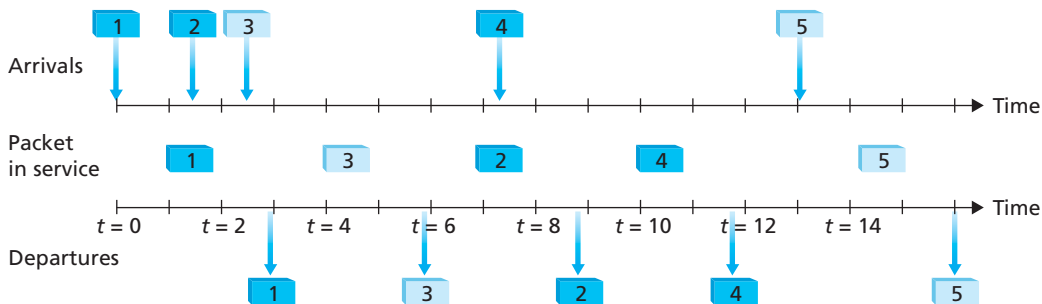 1 2 3 4 5
Arrivals
Time
Packet
in service
1 3 2 4 5
Time
t = 0 t = 2 t = 4 t = 6 t = 8 t = 10 t = 12 t = 14
Departures
1 3 2 4 5